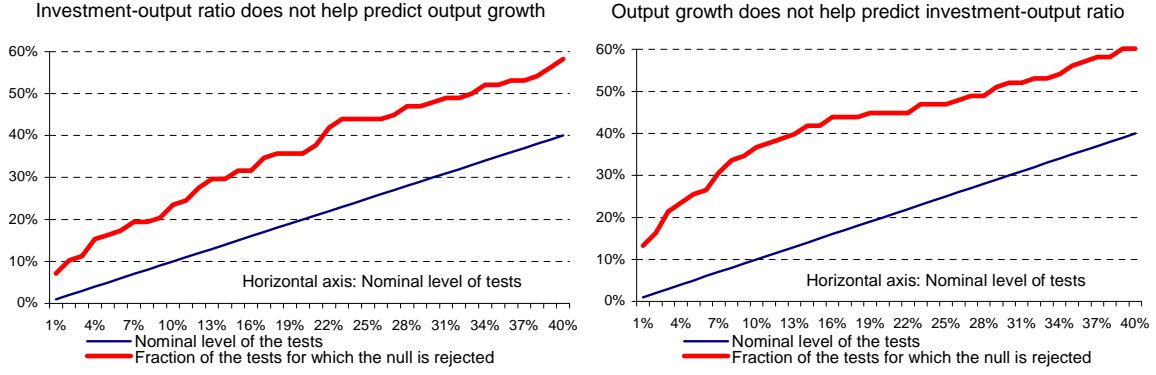 Investment-output ratio does not help predict output growth
60%
50%
40%
30%
20%
10%
0%
Horizontal axis: Nominal level of tests
1% 4% 7% 10% 13% 16% 19% 22% 25% 28% 31% 34% 37% 40%
Nominal level of the tests
Fraction of the tests for which the null is rejected
Output growth does not help predict investment-output ratio
60%
50%
40%
30%
20%
10%
0%
Horizontal axis: Nominal level of tests
1% 4% 7% 10% 13% 16% 19% 22% 25% 28% 31% 34% 37% 40%
Nominal level of the tests
Fraction of the tests for which the null is rejected